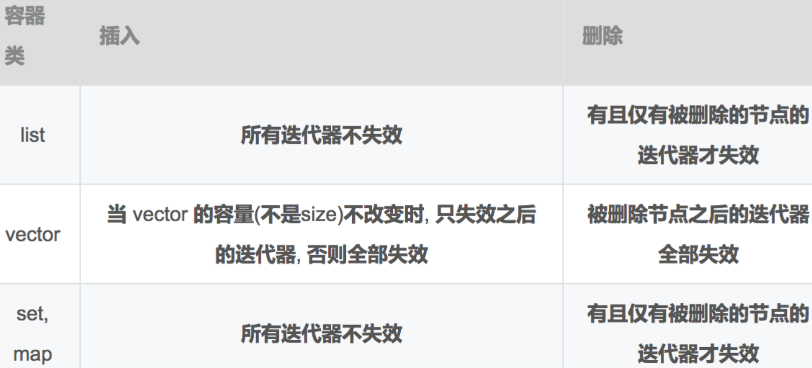 容器
类
插入
删除
list
所有迭代器不失效
有且仅有被删除的节点的
迭代器才失效
vector
当 vector 的容量(不是size)不改变时, 只失效之后
的迭代器, 否则全部失效
被删除节点之后的迭代器
全部失效
set,
map
所有迭代器不失效
有且仅有被删除的节点的
迭代器才失效